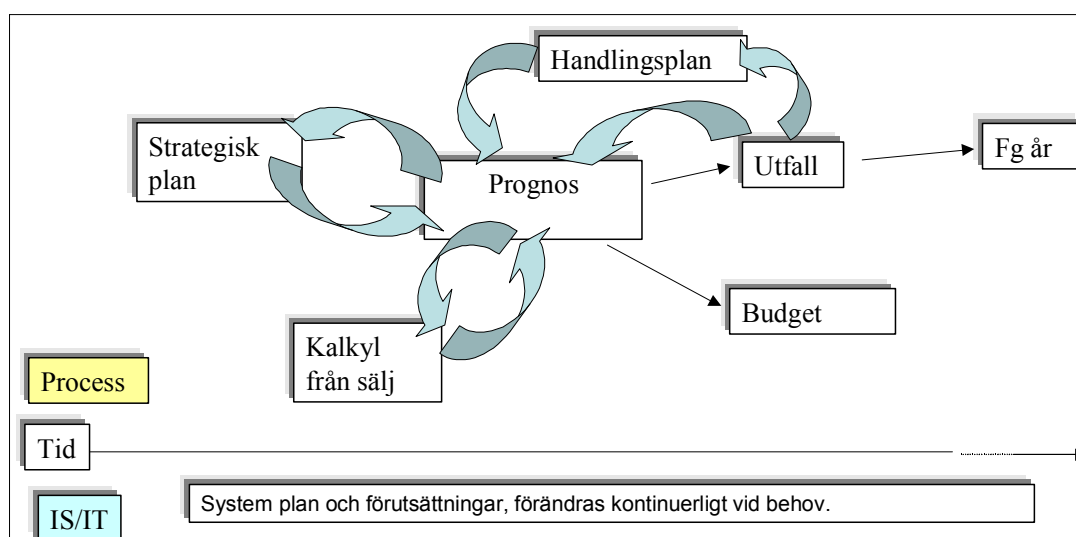 Handlingsplan
Strategisk
plan
Prognos
Utfall
Fg år
Budget
Kalkyl
från sälj
Process
Tid
IS/IT
System plan och förutsättningar, förändras kontinuerligt vid behov.